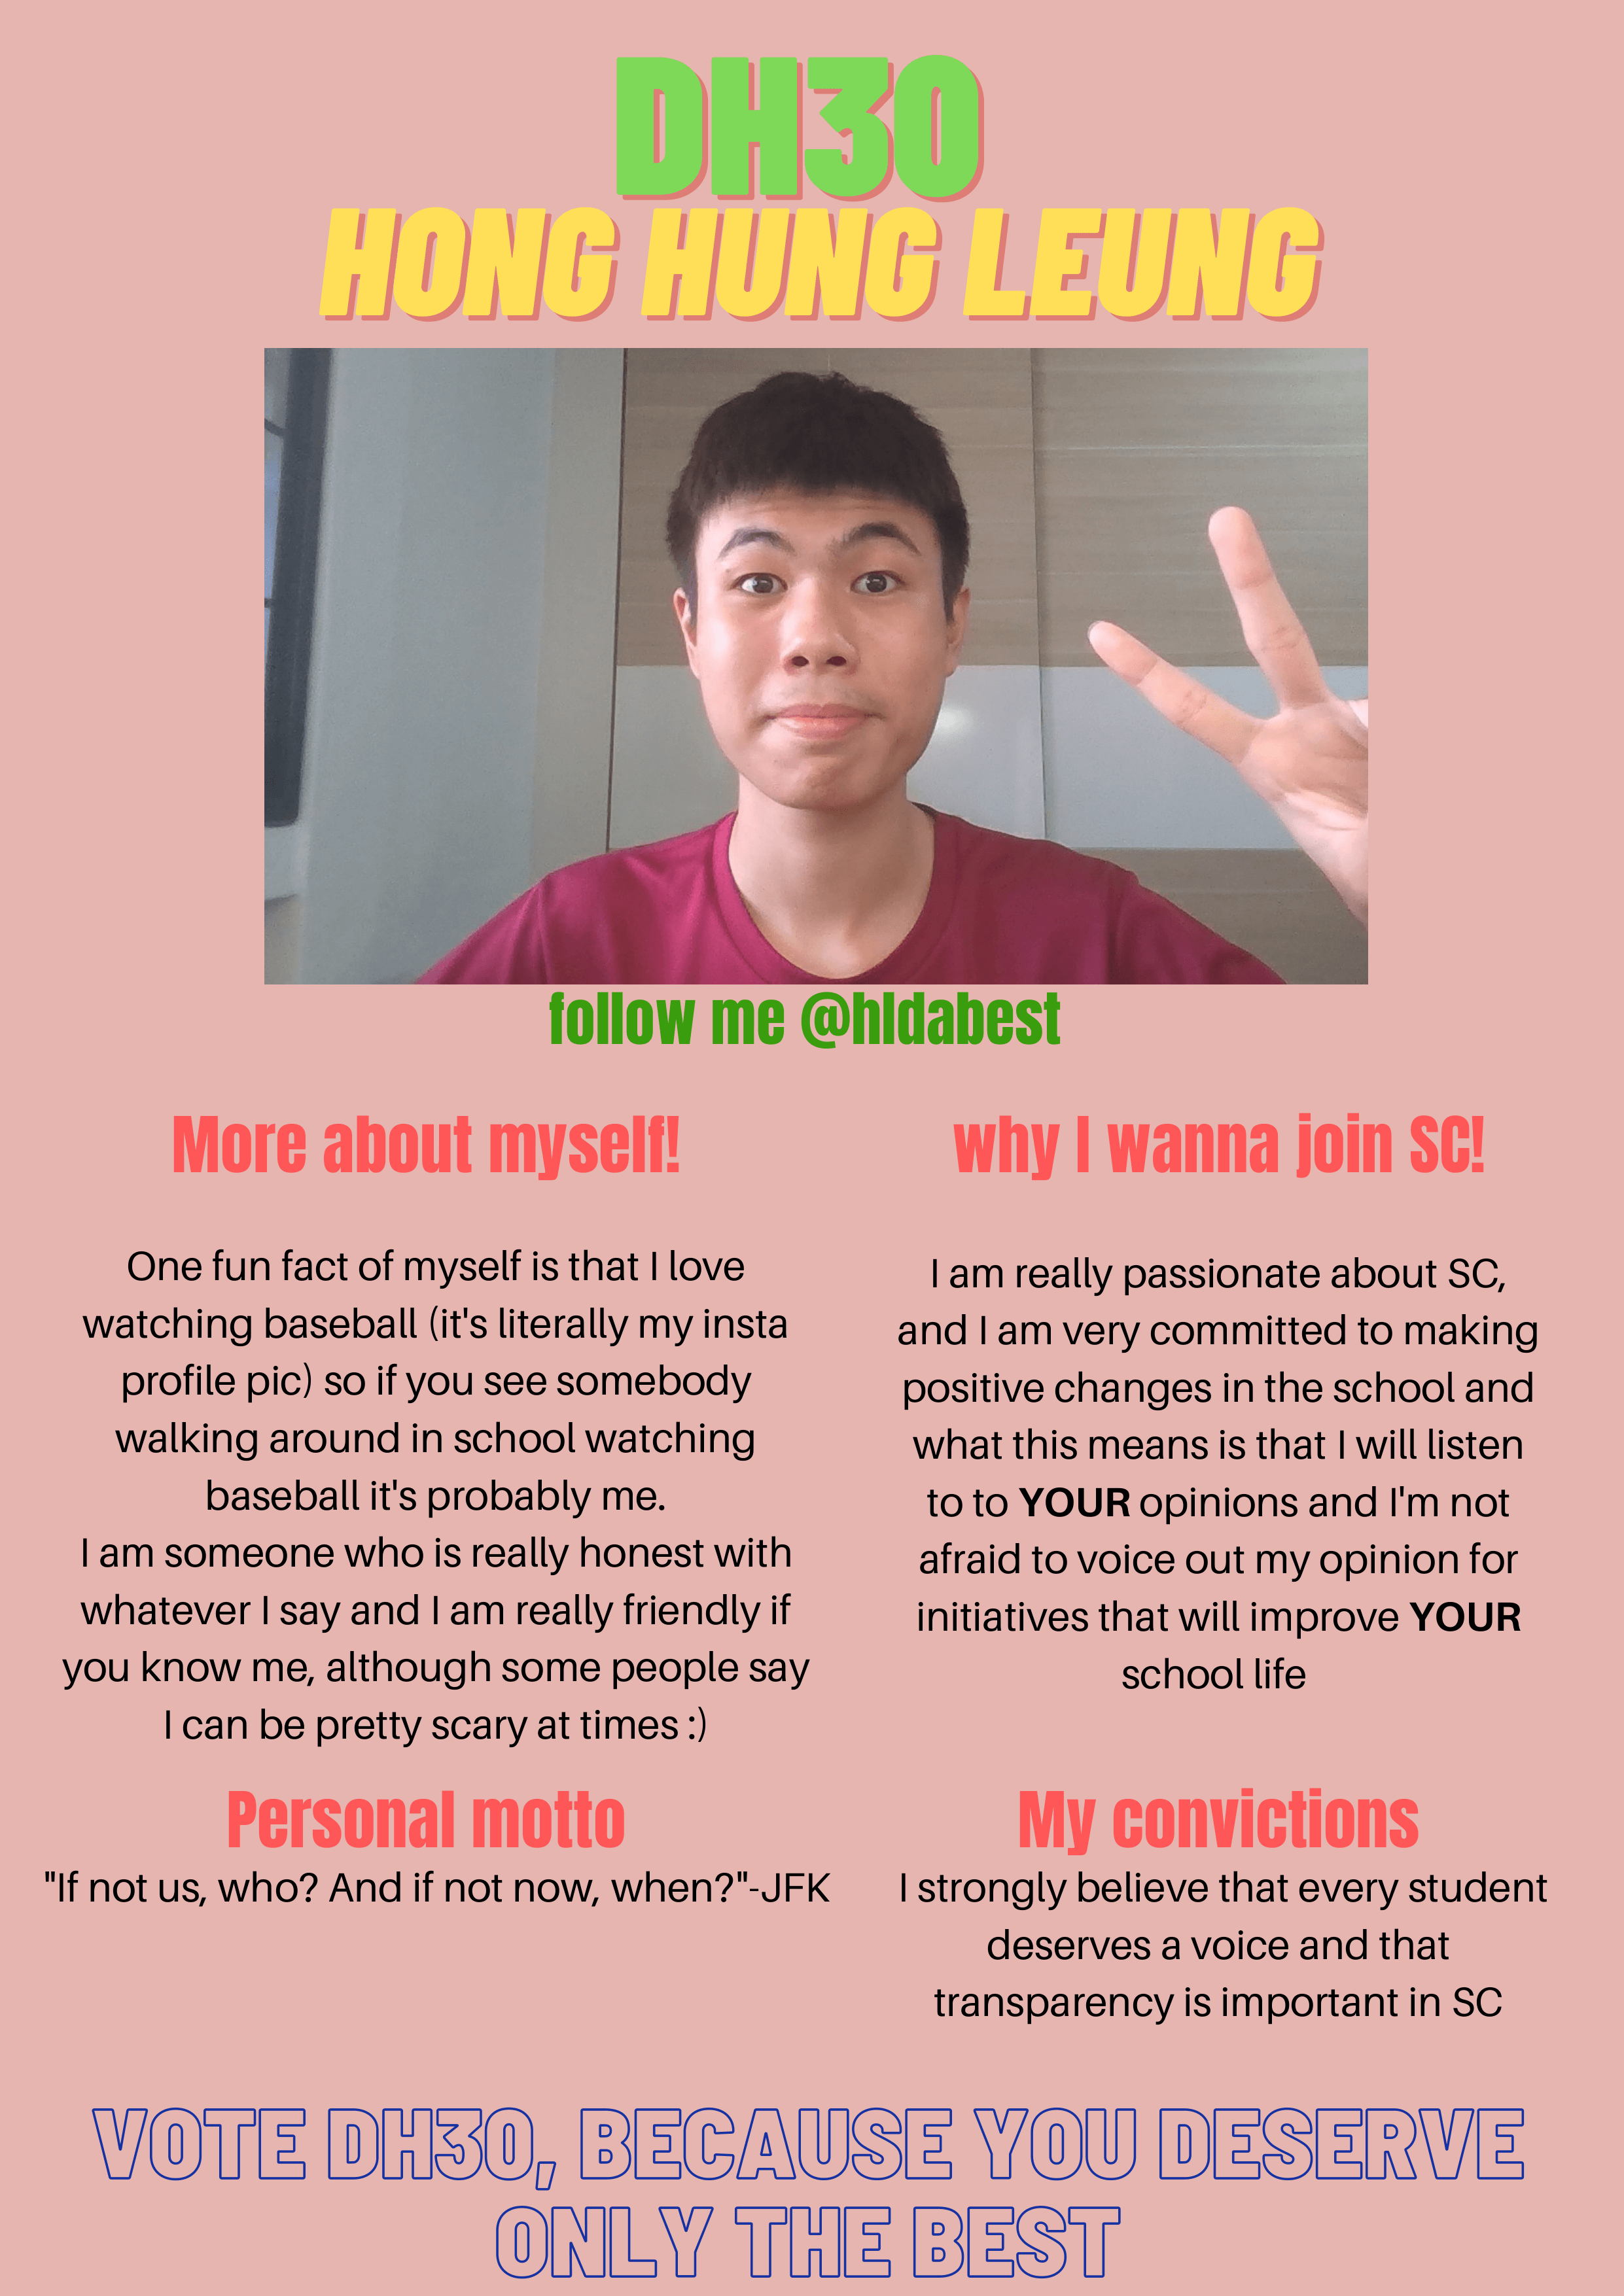 DH30
HONG HUNG LEUNG
follow me @hldabest
More about myself!
One fun fact of myself is that I love
watching baseball (it's literally my insta
profile pic) so if you see somebody
walking around in school watching
baseball it's probably me.
I am someone who is really honest with
whatever I say and I am really friendly if
you know me, although some people say
I can be pretty scary at times :)
why I wanna join SC!
I am really passionate about SC,
and I am very committed to making
positive changes in the school and
what this means is that I will listen
to to YOUR opinions and I'm not
afraid to voice out my opinion for
initiatives that will improve YOUR
school life
Personal motto
"If not us, who? And if not now, when?"-JFK
My convictions
I strongly believe that every student
deserves a voice and that
transparency is important in SC
VOTE DH30, BECAUSE YOU DESERVE
ONLY THE BEST